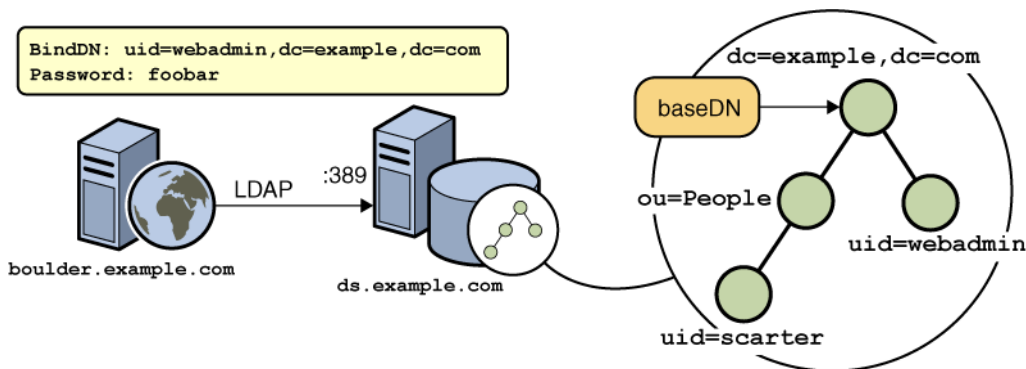 BindDN: uid=webadmin,dc=example,dc=com
Password: foobar
dc=example,dc=com
baseDN
:389
LDAP
ou=People
uid=webadmin
boulder.example.com
ds.example.com
uid=scarter